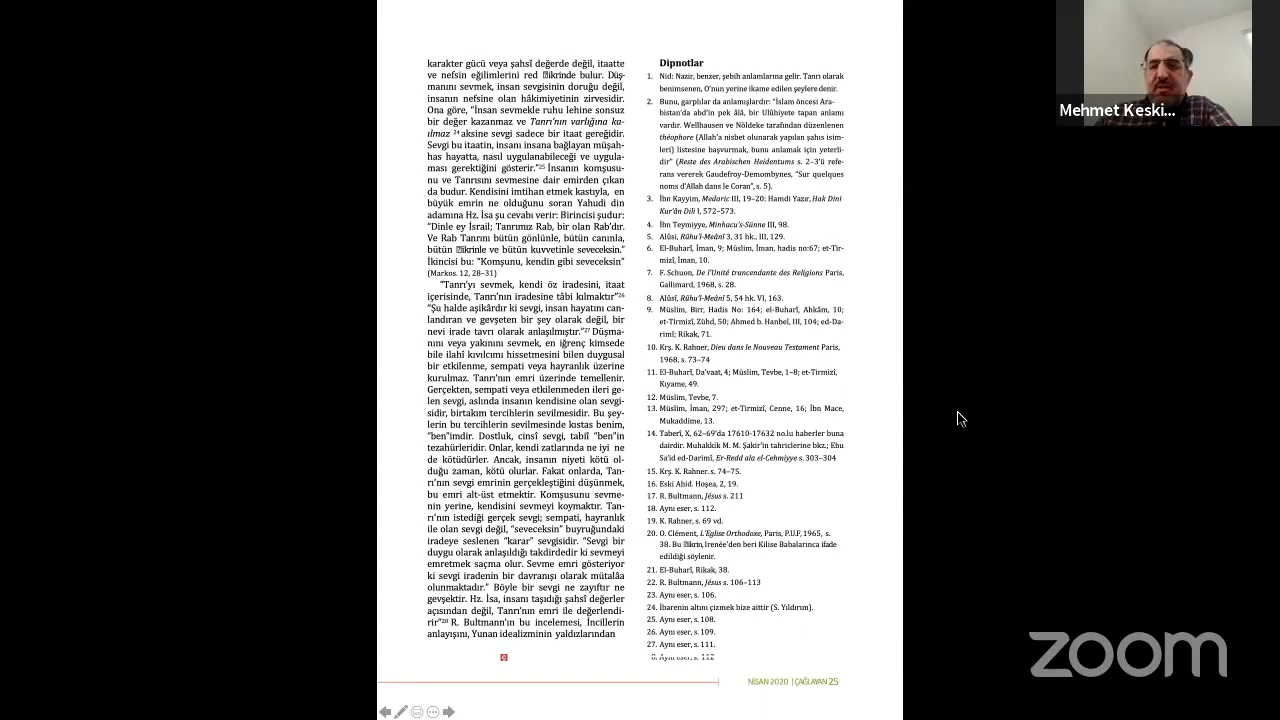 karakter gücü veya şahsî değerde değil, itaatte
ve nefsin eğilimlerini red fikrinde bulur. Düş-
manını sevmek, insan sevgisinin doruğu değil,
insanın nefsine olan hâkimiyetinin zirvesidir.
Ona göre, “İnsan sevmekle ruhu lehine sonsuz
bir değer kazanmaz ve Tanrı’nın varlığına ka-
ılmaz 24 aksine sevgi sadece bir itaat gereğidir.
Sevgi bu itaatin, insanı insana bağlayan müşah-
has hayatta, nasıl uygulanabileceği ve uygula-
ması gerektiğini gösterir.”25 İnsanın komşusu-
nu ve Tanrısını sevmesine dair emirden çıkan
da budur. Kendisini imtihan etmek kastıyla, en
büyük emrin ne olduğunu soran Yahudi din
adamına Hz. İsa şu cevabı verir: Birincisi şudur:
“Dinle ey İsrail; Tanrımız Rab, bir olan Rab’dır.
Ve Rab Tanrını bütün gönlünle, bütün canınla,
bütün fikrinle ve bütün kuvvetinle seveceksin.”
İkincisi bu: “Komşunu, kendin gibi seveceksin”
(Markos. 12, 28–31)
“Tanrı’yı sevmek, kendi öz iradesini, itaat
içerisinde, Tanrı’nın iradesine tâbi kılmaktır”26
“Şu halde aşikârdır ki sevgi, insan hayatını can-
landıran ve gevşeten bir şey olarak değil, bir
nevi irade tavrı olarak anlaşılmıştır.”27 Düşma-
nını veya yakınını sevmek, en iğrenç kimsede
bile ilahî kıvılcımı hissetmesini bilen duygusal
bir etkilenme, sempati veya hayranlık üzerine
kurulmaz. Tanrı’nın emri üzerinde temellenir.
Gerçekten, sempati veya etkilenmeden ileri ge-
len sevgi, aslında insanın kendisine olan sevgi-
sidir, birtakım tercihlerin sevilmesidir. Bu şey-
lerin bu tercihlerin sevilmesinde kıstas benim,
“ben”imdir. Dostluk, cinsî sevgi, tabiî “ben”in
tezahürleridir. Onlar, kendi zatlarında ne iyi ne
de kötüdürler. Ancak, insanın niyeti kötü ol-
duğu zaman, kötü olurlar. Fakat onlarda, Tan-
rı’nın sevgi emrinin gerçekleştiğini düşünmek,
bu emri alt-üst etmektir. Komşusunu sevme-
nin yerine, kendisini sevmeyi koymaktır. Tan-
rı’nın istediği gerçek sevgi; sempati, hayranlık
ile olan sevgi değil, “seveceksin” buyruğundaki
iradeye seslenen “karar” sevgisidir. “Sevgi bir
duygu olarak anlaşıldığı takdirdedir ki sevmeyi
emretmek saçma olur. Sevme emri gösteriyor
ki sevgi iradenin bir davranışı olarak mütalâa
olunmaktadır.” Böyle bir sevgi ne zayıftır ne
gevşektir. Hz. İsa, insanı taşıdığı şahsî değerler
açısından değil, Tanrı’nın emri ile değerlendi-
rir”28 R. Bultmann’ın bu incelemesi, İncillerin
anlayışını, Yunan idealizminin yaldızlarından
Dipnotlar
1. Nid: Nazir, benzer, şebih anlamlarına gelir. Tanrı olarak
benimsenen, O’nun yerine ikame edilen şeylere denir.
2. Bunu, garplılar da anlamışlardır: “İslam öncesi Ara-
bistan’da abd’in pek âlâ, bir Ulûhiyete tapan anlamı
vardır. Wellhausen ve Nöldeke tarafından düzenlenen
théophore (Allah’a nisbet olunarak yapılan şahıs isim-
leri) listesine başvurmak, bunu anlamak için yeterli-
dir” (Reste des Arabischen Heidentums s. 2–3’ü refe-
rans vererek Gaudefroy-Demombynes, “Sur quelques
noms d’Allah dans le Coran”, s. 5).
3. İbn Kayyim, Medaric III, 19–20: Hamdi Yazır, Hak Dini
Kur’ân Dili I, 572–573.
4. İbn Teymiyye, Minhacu’s-Sünne III, 98.
5. Alûsi, Rûhu’l-Meânî 3, 31 hk., III, 129.
6. El-Buharî, İman, 9; Müslim, İman, hadis no:67; et-Tir-
mizî, İman, 10.
7. F. Schuon, De l’Unité trancendante des Religions Paris,
Gallimard, 1968, s. 28.
8. Alûsî, Rûhu’l-Meânî 5, 54 hk. VI, 163.
9. Müslim, Birr, Hadis No: 164; el-Buharî, Ahkâm, 10;
et-Tirmizî, Zühd, 50; Ahmed b. Hanbel, III, 104; ed-Da-
rimî; Rikak, 71.
10. Krş. K. Rahner, Dieu dans le Nouveau Testament Paris,
1968, s. 73–74
11. El-Buharî, Da’vaat, 4; Müslim, Tevbe, 1–8; et-Tirmizî,
Kıyame, 49.
12. Müslim, Tevbe, 7.
13. Müslim, İman, 297; et-Tirmizî, Cenne, 16; İbn Mace,
Mukaddime, 13.
14. Taberî, X, 62–69’da 17610-17632 no.lu haberler buna
dairdir. Muhakkik M. M. Şakir’in tahriclerine bkz.; Ebu
Sa’id ed-Darimî, Er-Redd ala el-Cehmiyye s. 303–304
15. Krş. K. Rahner. s. 74–75.
16. Eski Ahid. Hoşea, 2, 19.
17. R. Bultmann, Jésus s. 211
18. Aynı eser, s. 112.
19. K. Rahner, s. 69 vd.
20. O. Clément, L’Eglise Orthodoxe, Paris, P.U.F, 1965, s.
38. Bu fikrin, Irenée’den beri Kilise Babalarınca ifade
edildiği söylenir.
21. El-Buharî, Rikak, 38.
22. R. Bultmann, Jésus s. 106–113
23. Aynı eser, s. 106.
24. İbarenin altını çizmek bize aittir (S. Yıldırım).
25. Aynı eser, s. 108.
26. Aynı eser, s. 109.
27. Aynı eser, s. 111.
8. Aynı eser, s. 112
NİSAN 2020 | ÇAĞLAYAN 25
Mehmet Keski...
zoom